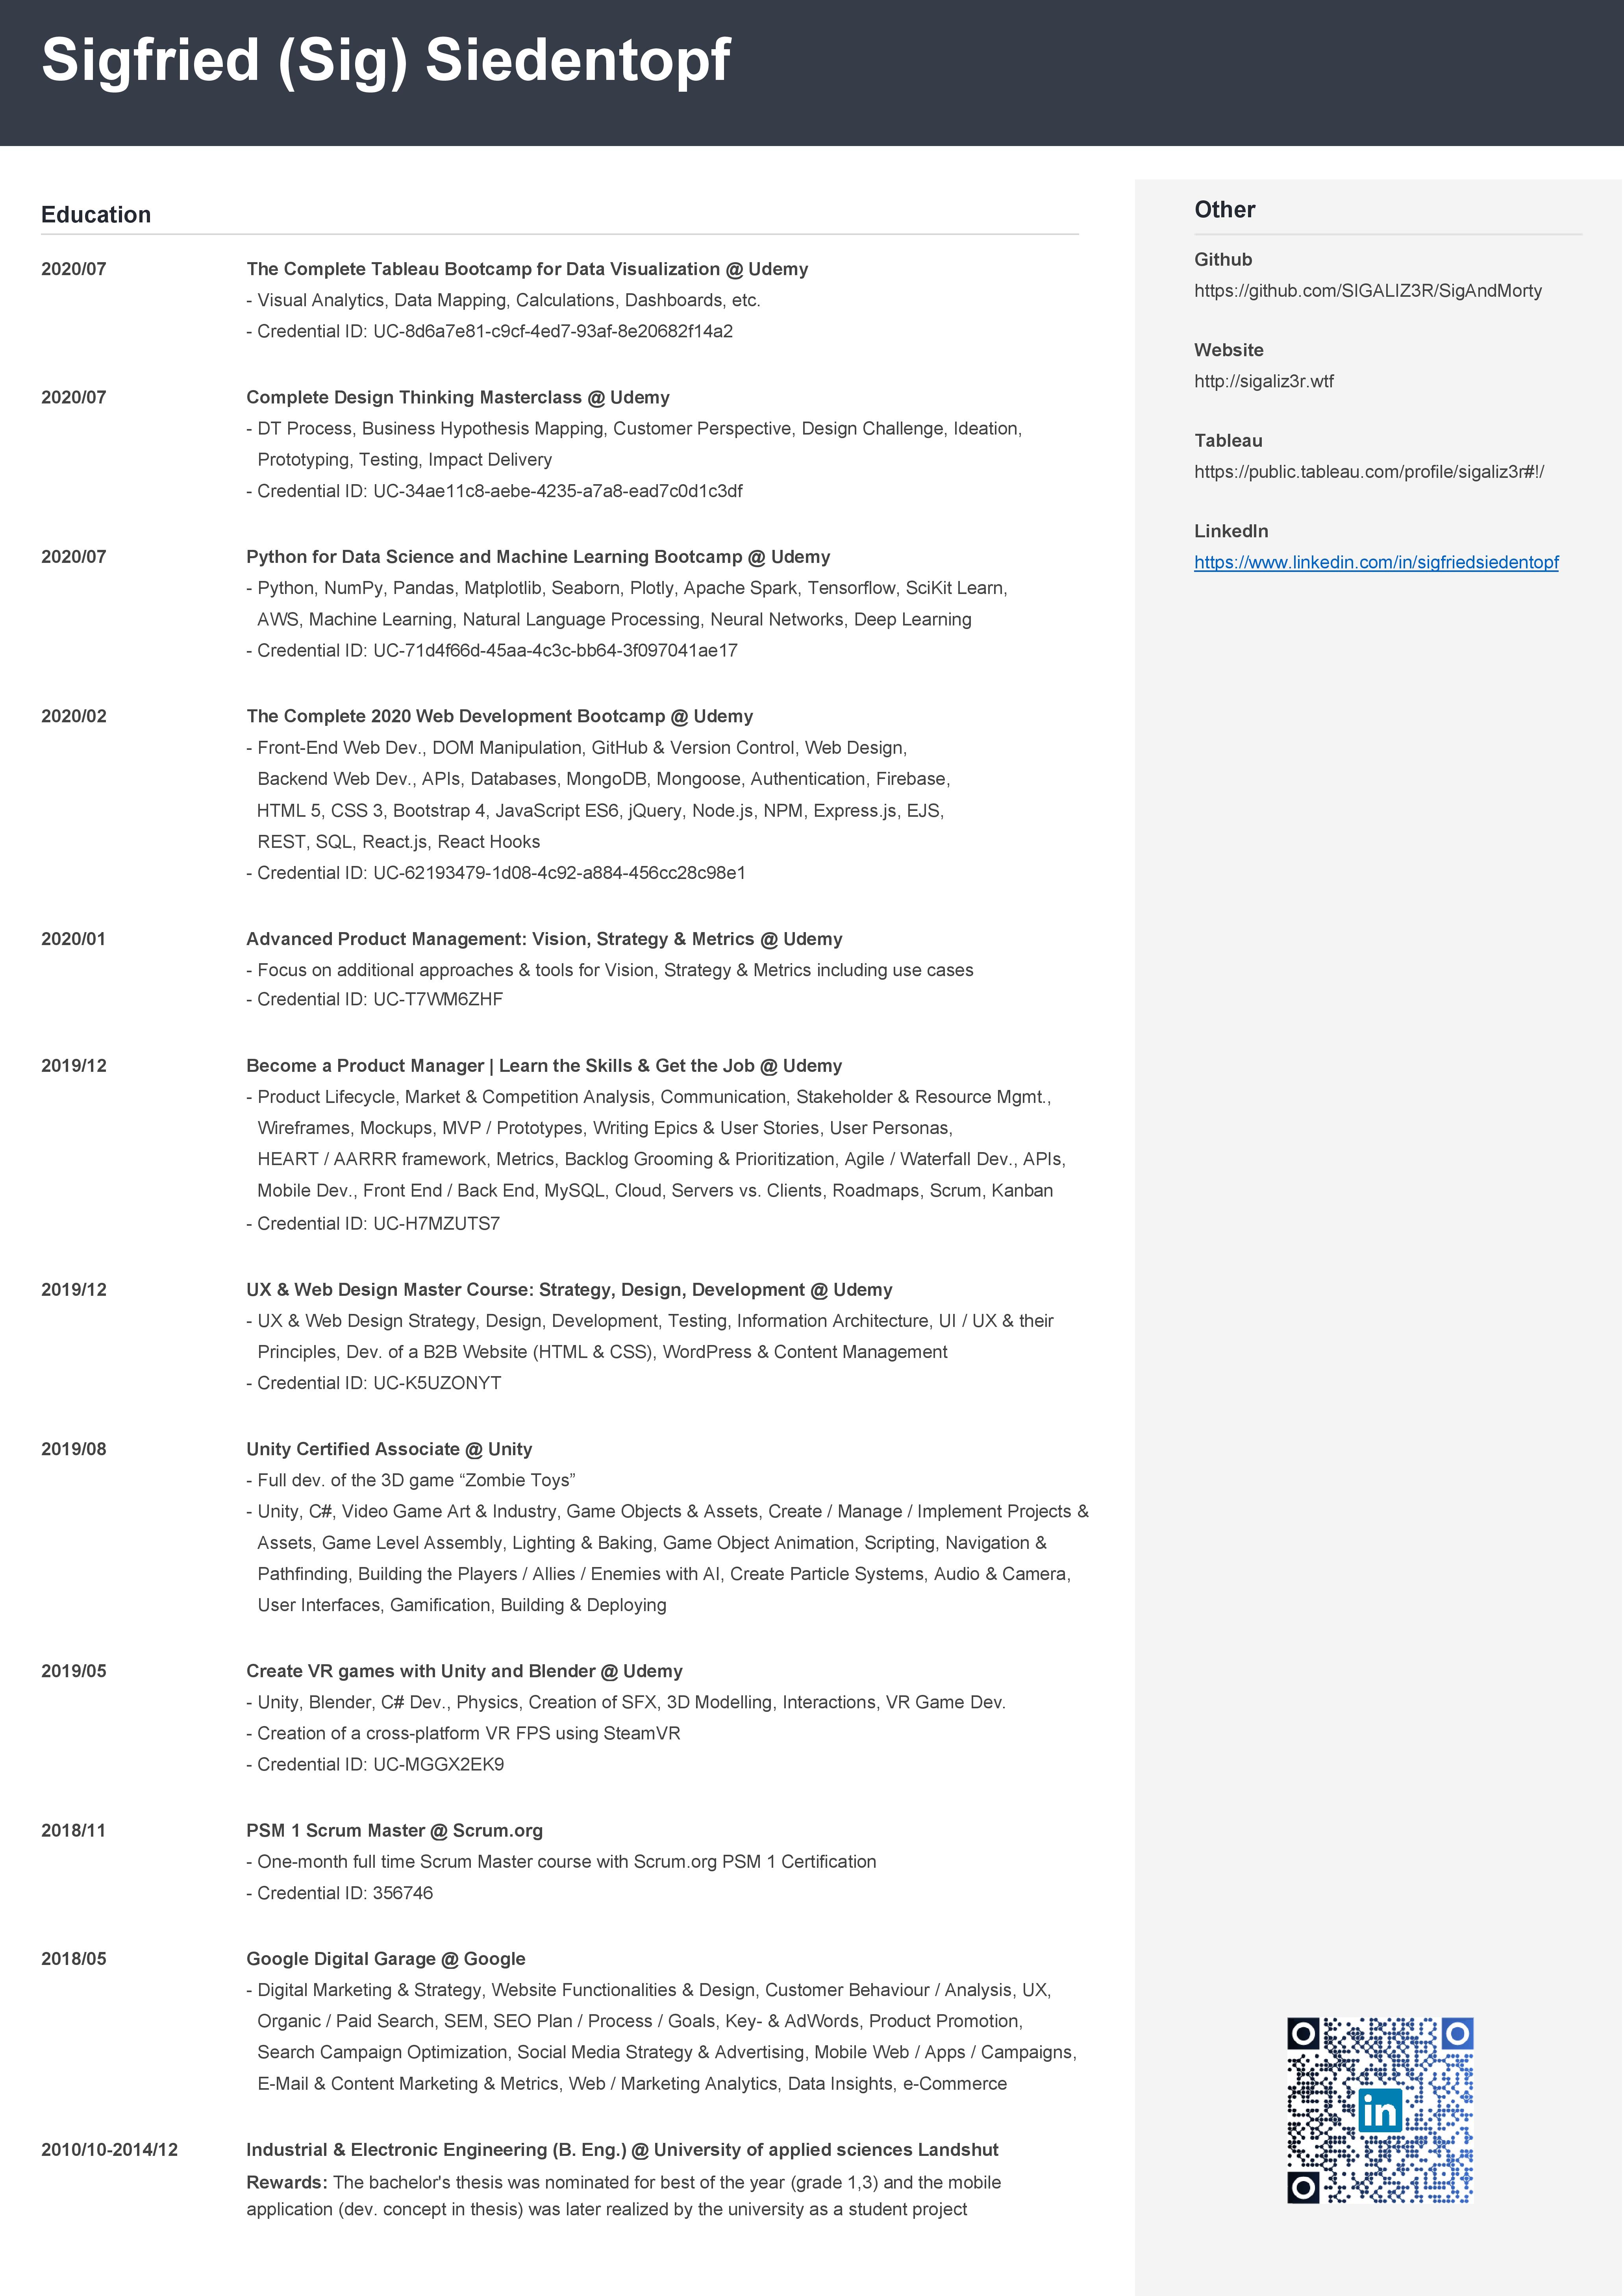 Sigfried (Sig) Siedentopf
Education
2020/07 The Complete Tableau Bootcamp for Data Visualization @ Udemy
- Visual Analytics, Data Mapping, Calculations, Dashboards, etc.
- Credential ID: UC-8d6a7e81-c9cf-4ed7-93af-8e20682f14a2
2020/07 Complete Design Thinking Masterclass @ Udemy
- DT Process, Business Hypothesis Mapping, Customer Perspective, Design Challenge, Ideation,
Prototyping, Testing, Impact Delivery
- Credential ID: UC-34ae11c8-aebe-4235-a7a8-ead7c0d1c3df
2020/07 Python for Data Science and Machine Learning Bootcamp @ Udemy
- Python, NumPy, Pandas, Matplotlib, Seaborn, Plotly, Apache Spark, Tensorflow, SciKit Learn,
AWS, Machine Learning, Natural Language Processing, Neural Networks, Deep Learning
- Credential ID: UC-71d4f66d-45aa-4c3c-bb64-3f097041ae17
2020/02 The Complete 2020 Web Development Bootcamp @ Udemy
- Front-End Web Dev., DOM Manipulation, GitHub & Version Control, Web Design,
Backend Web Dev., APIs, Databases, MongoDB, Mongoose, Authentication, Firebase,
HTML 5, CSS 3, Bootstrap 4, JavaScript ES6, jQuery, Node.js, NPM, Express.js, EJS,
REST, SQL, React.js, React Hooks
- Credential ID: UC-62193479-1d08-4c92-a884-456cc28c98e1
2020/01 Advanced Product Management: Vision, Strategy & Metrics @ Udemy
- Focus on additional approaches & tools for Vision, Strategy & Metrics including use cases
- Credential ID: UC-T7WM6ZHF
2019/12 Become a Product Manager | Learn the Skills & Get the Job @ Udemy
- Product Lifecycle, Market & Competition Analysis, Communication, Stakeholder & Resource Mgmt.,
Wireframes, Mockups, MVP / Prototypes, Writing Epics & User Stories, User Personas,
HEART / AARRR framework, Metrics, Backlog Grooming & Prioritization, Agile / Waterfall Dev., APIs,
Mobile Dev., Front End / Back End, MySQL, Cloud, Servers vs. Clients, Roadmaps, Scrum, Kanban
- Credential ID: UC-H7MZUTS7
2019/12 UX & Web Design Master Course: Strategy, Design, Development @ Udemy
- UX & Web Design Strategy, Design, Development, Testing, Information Architecture, UI / UX & their
Principles, Dev. of a B2B Website (HTML & CSS), WordPress & Content Management
- Credential ID: UC-K5UZONYT
2019/08 Unity Certified Associate @ Unity
- Full dev. of the 3D game “Zombie Toys”
- Unity, C#, Video Game Art & Industry, Game Objects & Assets, Create / Manage / Implement Projects &
Assets, Game Level Assembly, Lighting & Baking, Game Object Animation, Scripting, Navigation &
Pathfinding, Building the Players / Allies / Enemies with AI, Create Particle Systems, Audio & Camera,
User Interfaces, Gamification, Building & Deploying
2019/05 Create VR games with Unity and Blender @ Udemy
- Unity, Blender, C# Dev., Physics, Creation of SFX, 3D Modelling, Interactions, VR Game Dev.
- Creation of a cross-platform VR FPS using SteamVR
- Credential ID: UC-MGGX2EK9
2018/11 PSM 1 Scrum Master @ Scrum.org
- One-month full time Scrum Master course with Scrum.org PSM 1 Certification
- Credential ID: 356746
2018/05 Google Digital Garage @ Google
- Digital Marketing & Strategy, Website Functionalities & Design, Customer Behaviour / Analysis, UX,
Organic / Paid Search, SEM, SEO Plan / Process / Goals, Key- & AdWords, Product Promotion,
Search Campaign Optimization, Social Media Strategy & Advertising, Mobile Web / Apps / Campaigns,
E-Mail & Content Marketing & Metrics, Web / Marketing Analytics, Data Insights, e-Commerce
2010/10-2014/12 Industrial & Electronic Engineering (B. Eng.) @ University of applied sciences Landshut
Rewards: The bachelor's thesis was nominated for best of the year (grade 1,3) and the mobile
application (dev. concept in thesis) was later realized by the university as a student project
Other
Github
https://github.com/SIGALIZ3R/SigAndMorty
Website
http://sigaliz3r.wtf
Tableau
https://public.tableau.com/profile/sigaliz3r#!/
LinkedIn
https://www.linkedin.com/in/sigfriedsiedentopf
in